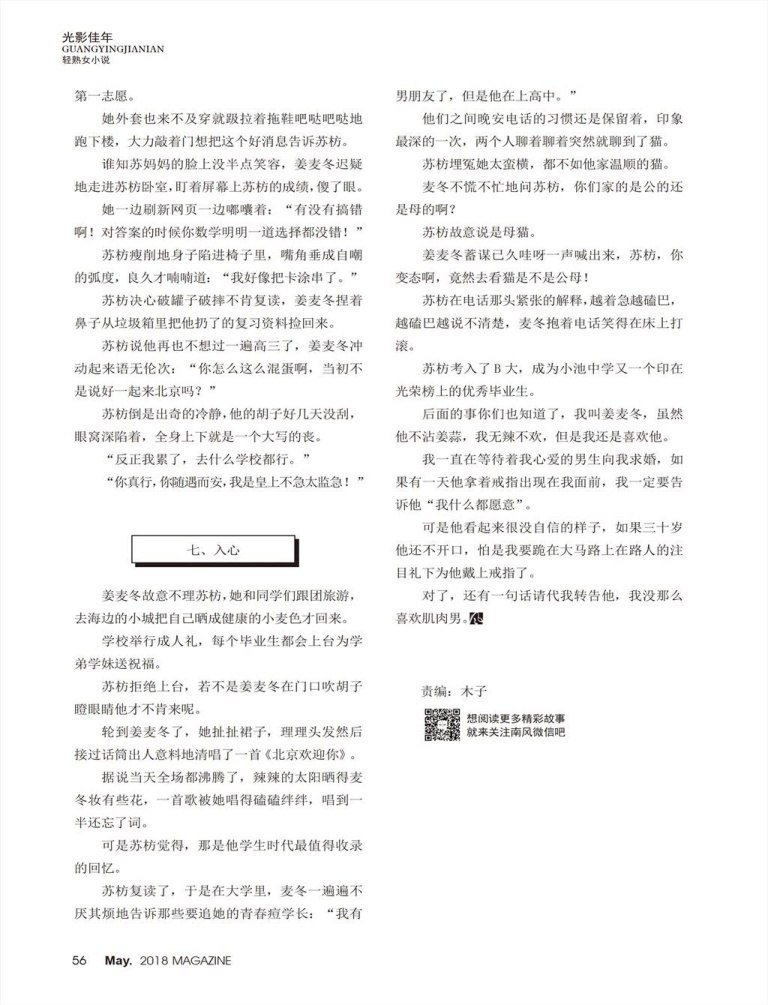 光影佳年
GUANGYINGJIANIAN
轻熟女小说
第一志愿。
她外套也来不及穿就趿拉着拖鞋吧哒吧哒地
跑下楼，大力敲着门想把这个好消息告诉苏枋。
谁知苏妈妈的脸上没半点笑容，姜麦冬迟疑
地走进苏枋卧室，盯着屏幕上苏枋的成绩，傻了眼。
她一边刷新网页一边嘟囔着：“有没有搞错
啊！对答案的时候你数学明明一道选择都没错！”
苏枋瘦削地身子陷进椅子里，嘴角垂成自嘲
的弧度，良久才喃喃道：“我好像把卡涂串了。”
苏枋决心破罐子破摔不肯复读，姜麦冬捏着
鼻子从垃圾箱里把他扔了的复习资料捡回来。
苏枋说他再也不想过一遍高三了，姜麦冬冲
动起来语无伦次：“你怎么这么混蛋啊，当初不
是说好一起来北京吗？”
苏枋倒是出奇的冷静，他的胡子好几天没刮，
眼窝深陷着，全身上下就是一个大写的丧。
“反正我累了，去什么学校都行。”
“你真行，你随遇而安，我是皇上不急太监急！”
七、入心
姜麦冬故意不理苏枋，她和同学们跟团旅游，
去海边的小城把自己晒成健康的小麦色才回来。
学校举行成人礼，每个毕业生都会上台为学
弟学妹送祝福。
苏枋拒绝上台，若不是姜麦冬在门口吹胡子
瞪眼睛他才不肯来呢。
轮到姜麦冬了，她扯扯裙子，理理头发然后
接过话筒出人意料地清唱了一首《北京欢迎你》。
据说当天全场都沸腾了，辣辣的太阳晒得麦
冬妆有些花，一首歌被她唱得磕磕绊绊，唱到一
半还忘了词。
可是苏枋觉得，那是他学生时代最值得收录
的回忆。
苏枋复读了，于是在大学里，麦冬一遍遍不
厌其烦地告诉那些要追她的青春痘学长：“我有
男朋友了，但是他在上高中。”
他们之间晚安电话的习惯还是保留着，印象
最深的一次，两个人聊着聊着突然就聊到了猫。
苏枋埋冤她太蛮横，都不如他家温顺的猫。
麦冬不慌不忙地问苏枋，你们家的是公的还
是母的啊？
苏枋故意说是母猫。
姜麦冬蓄谋已久哇呀一声喊出来，苏枋，你
变态啊，竟然去看猫是不是公母！
苏枋在电话那头紧张的解释，越着急越磕巴，
越磕巴越说不清楚，麦冬抱着电话笑得在床上打
滚。
苏枋考入了 B 大，成为小池中学又一个印在
光荣榜上的优秀毕业生。
后面的事你们也知道了，我叫姜麦冬，虽然
他不沾姜蒜，我无辣不欢，但是我还是喜欢他。
我一直在等待着我心爱的男生向我求婚，如
果有一天他拿着戒指出现在我面前，我一定要告
诉他“我什么都愿意”。
可是他看起来很没自信的样子，如果三十岁
他还不开口，怕是我要跪在大马路上在路人的注
目礼下为他戴上戒指了。
对了，还有一句话请代我转告他，我没那么
喜欢肌肉男。
责编：木子
想阅读更多精彩故事
就来关注南风微信吧
56 May. 2018 MAGAZINE